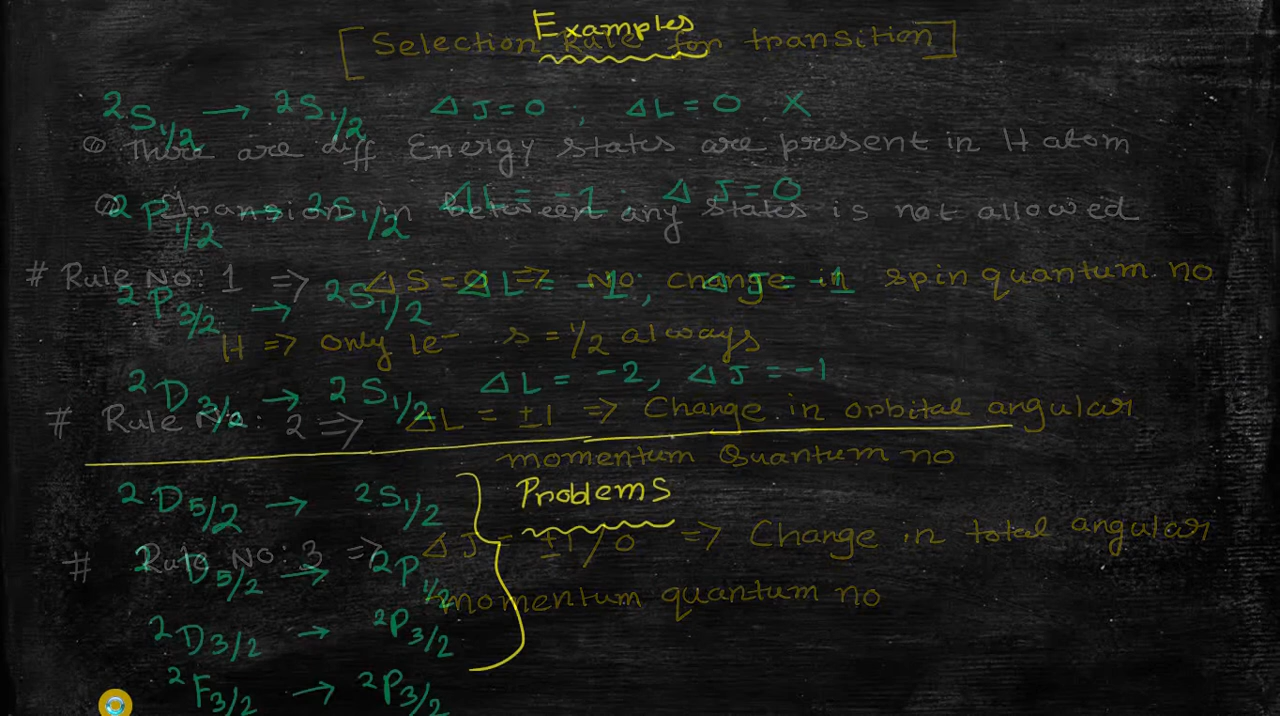 Examples
[Selection Rule for transition]
²S₁/₂ → ²S₁/₂ ΔJ = 0 ; ΔL = 0 X
① There are diff Energy states are present in H atom
²P₁/₂ → ²S₁/₂ ΔL = -1 ΔJ = 0
in between any states is not allowed
# Rule No: 1 => ΔS = 0 => No change in spin quantum no
²P₃/₂ → ²S₁/₂ ΔL = -1, ΔJ = -1
H => only 1e⁻ s = 1/2 always
²D₃/₂ → ²S₁/₂ ΔL = -2, ΔJ = -1
# Rule No: 2 => ΔL = ±1 => Change in orbital angular
momentum Quantum no
Problems
²D₅/₂ → ²S₁/₂
# Rule No: 3 => ΔJ = ±1/0 => Change in total angular
²D₅/₂ → ²P₁/₂
momentum quantum no
²D₃/₂ → ²P₃/₂
²F₃/₂ → ²P₃/₂